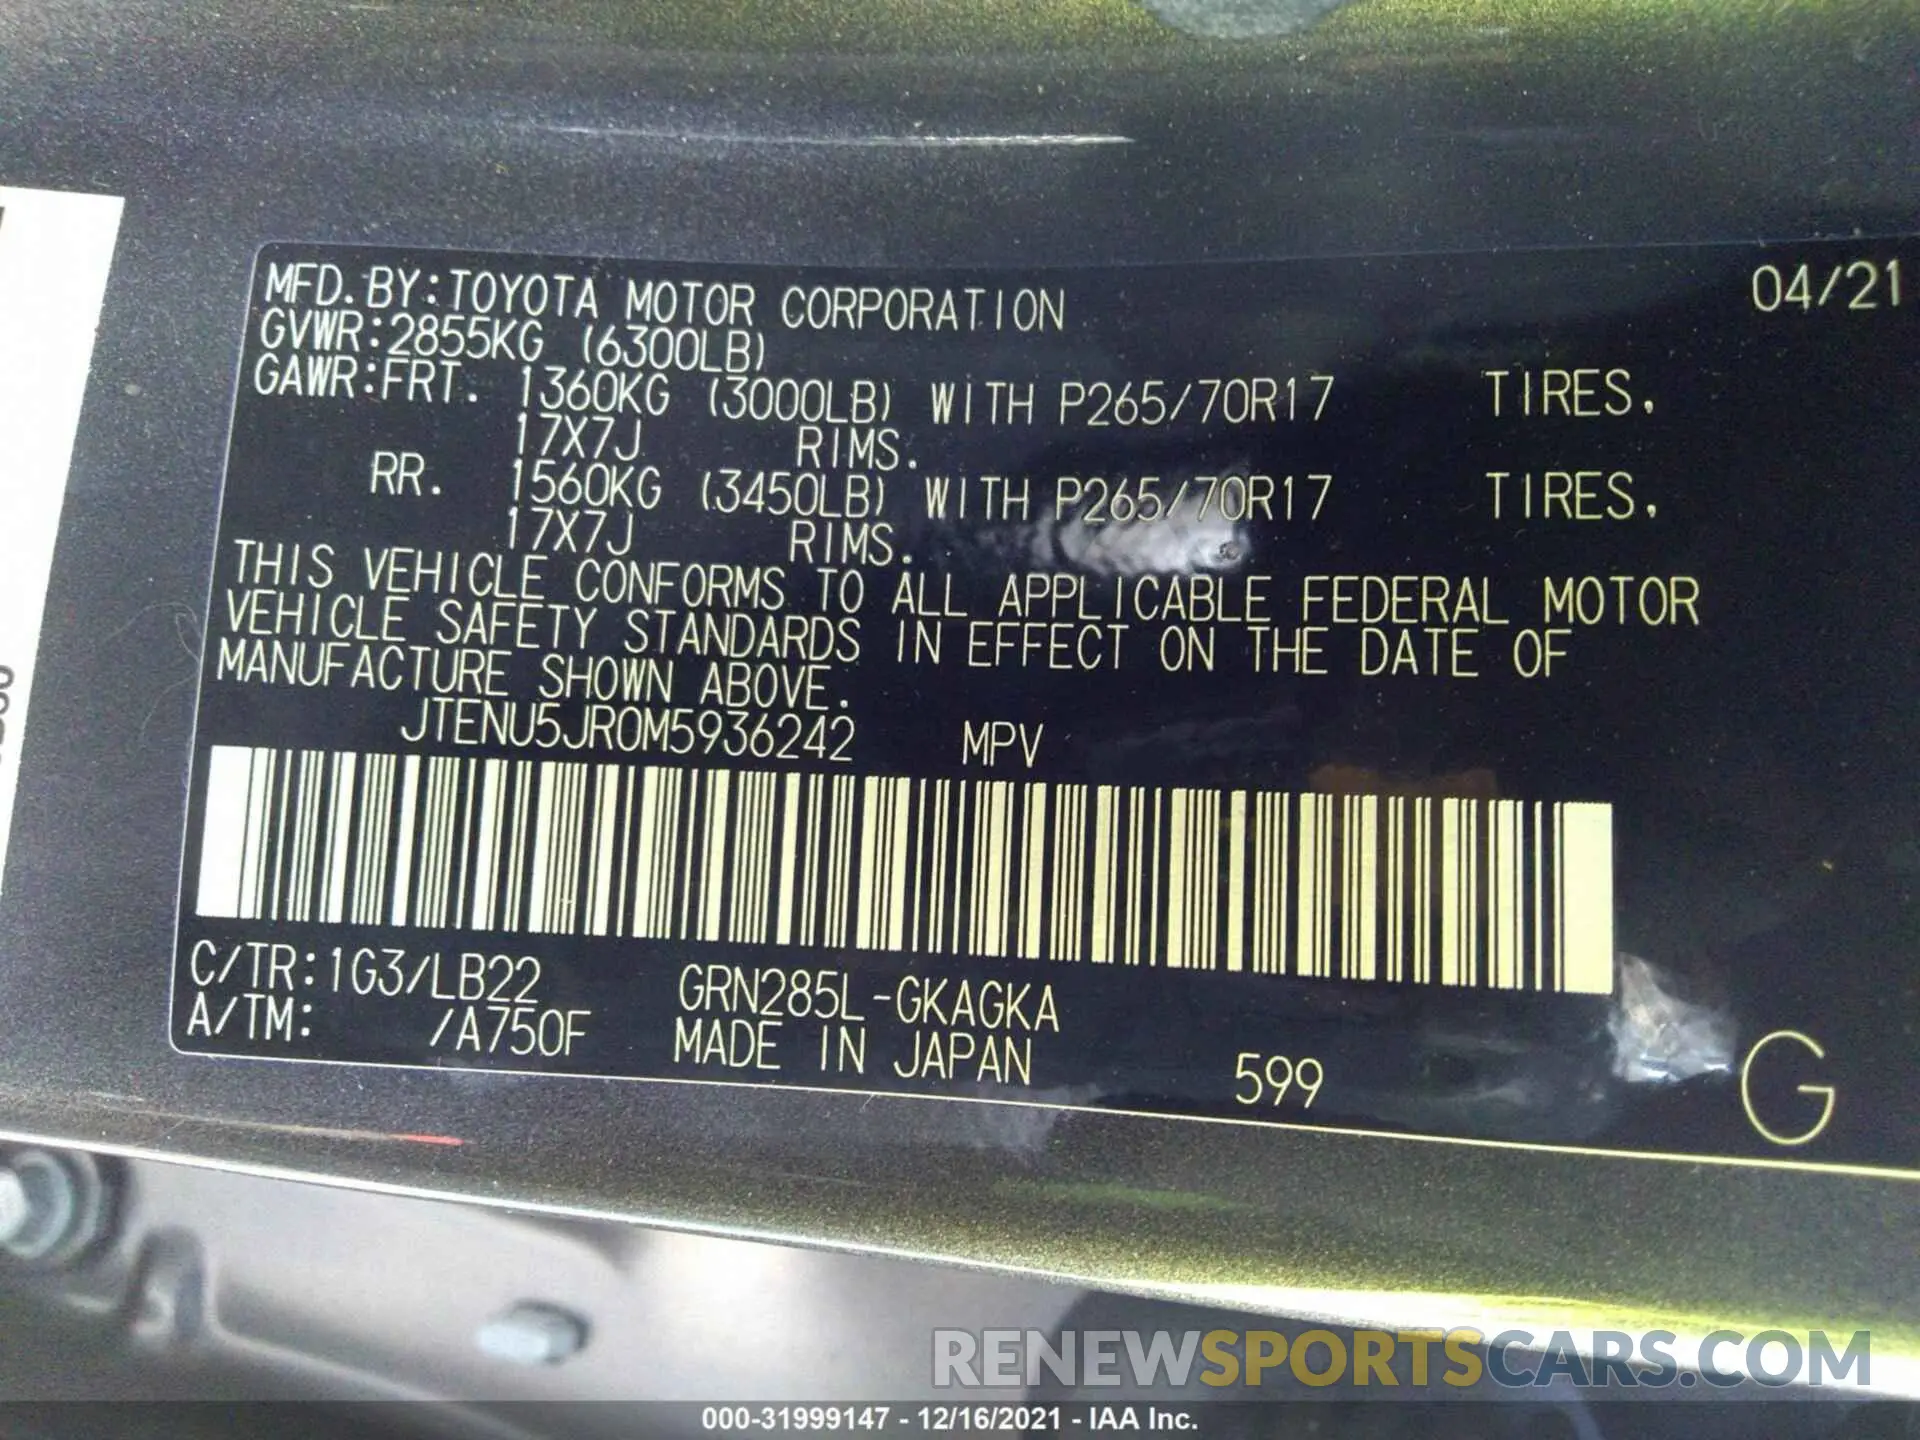 MFD. BY: TOYOTA MOTOR CORPORATION 04/21
GVWR: 2855KG (6300LB)
GAWR: FRT. 1360KG (3000LB) WITH P265/70R17 TIRES,
17X7J RIMS.
RR. 1560KG (3450LB) WITH P265/70R17 TIRES,
17X7J RIMS.
THIS VEHICLE CONFORMS TO ALL APPLICABLE FEDERAL MOTOR
VEHICLE SAFETY STANDARDS IN EFFECT ON THE DATE OF
MANUFACTURE SHOWN ABOVE.
JTENU5JR0M5936242 MPV
C/TR: 1G3/LB22 GRN285L-GKAGKA
A/TM: /A750F MADE IN JAPAN 599 G
RENEWSPORTSCARS.COM
000-31999147 - 12/16/2021 - IAA Inc.